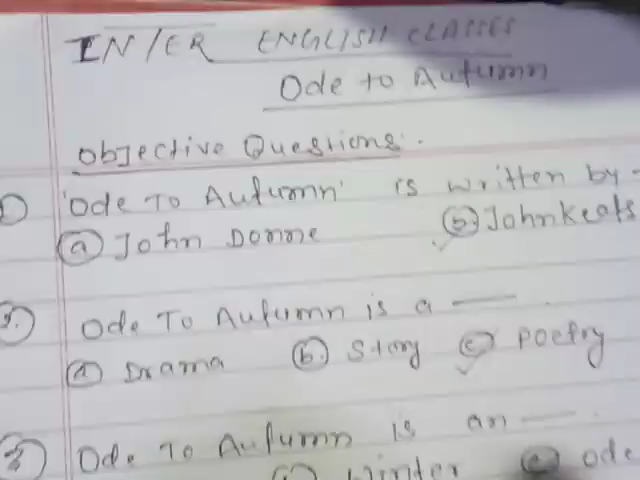 INTER ENGLISH CLASSES
Ode to Autumn
Objective Questions.
① 'Ode To Autumn' is written by -
ⓐ John Donne ⓑ John Keats
2. Ode To Autumn is a — .
ⓐ Drama ⓑ Story ⓒ Poetry
③ Ode To Autumn is an — .
Winter ⓒ ode